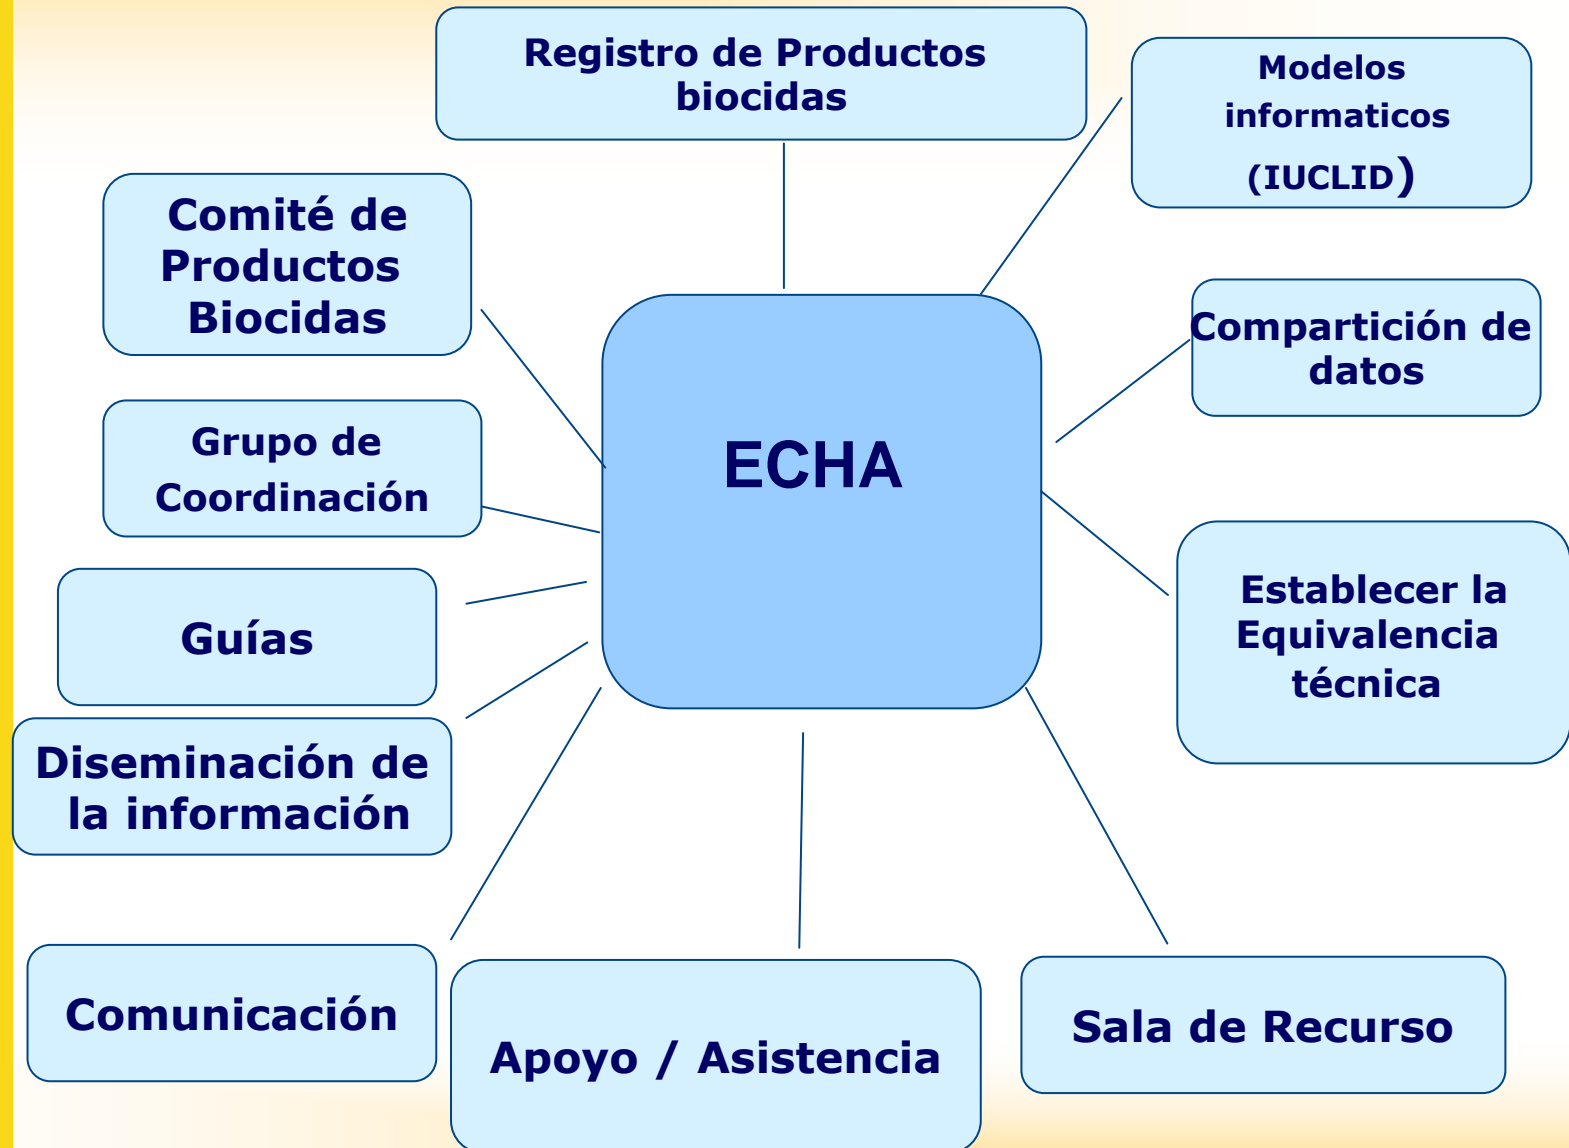 Registro de Productos
biocidas
Modelos
informaticos
(IUCLID)
Comité de
Productos
Biocidas
Compartición de
datos
Grupo de
Coordinación
ECHA
Guías
Establecer la
Equivalencia
técnica
Diseminación de
la información
Comunicación
Apoyo / Asistencia
Sala de Recurso